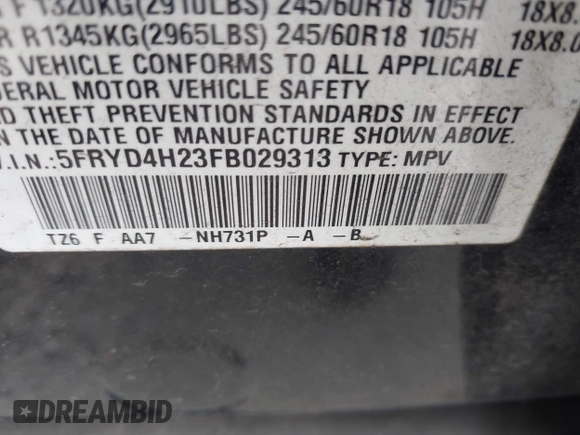 F 1320KG(2910LBS) 245/60R18 105H 18X8.
R R1345KG(2965LBS) 245/60R18 105H 18X8.0
S VEHICLE CONFORMS TO ALL APPLICABLE
DERAL MOTOR VEHICLE SAFETY
D THEFT PREVENTION STANDARDS IN EFFECT
N THE DATE OF MANUFACTURE SHOWN ABOVE.
V.I.N.:5FRYD4H23FB029313 TYPE: MPV
TZ6 F AA7 -NH731P -A -B
DREAMBID